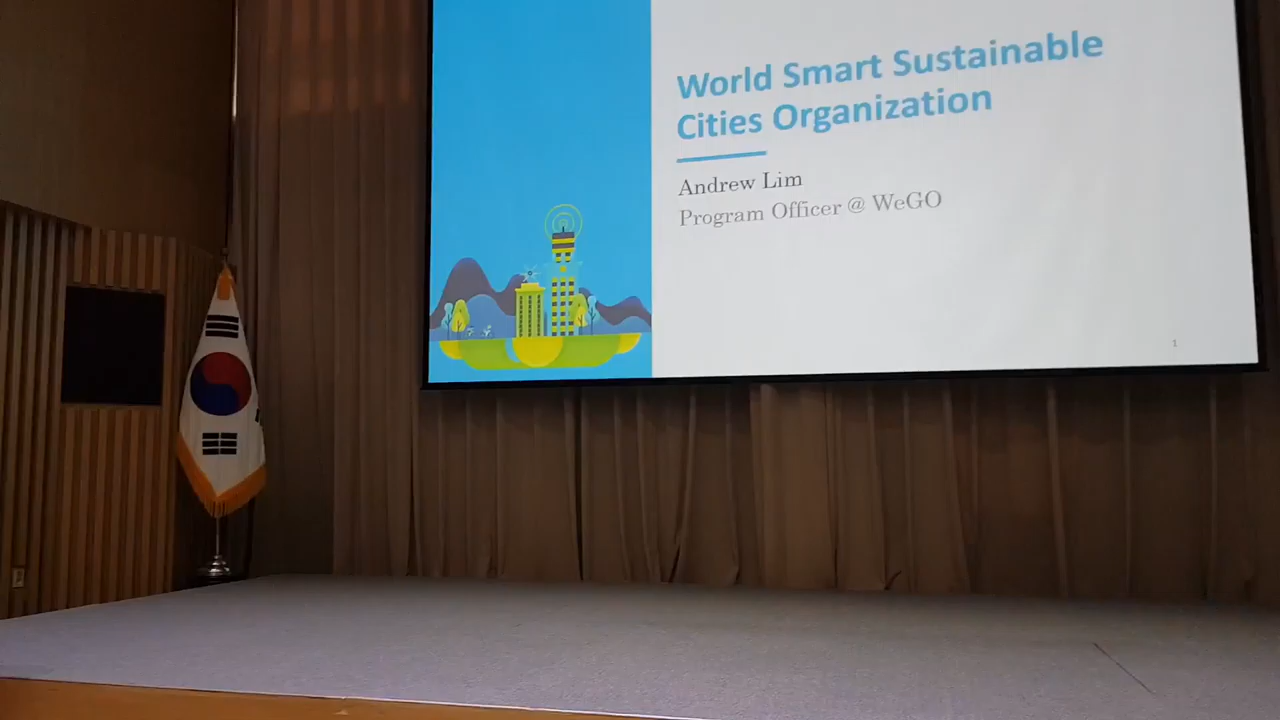 World Smart Sustainable
Cities Organization
Andrew Lim
Program Officer @ WeGO
1